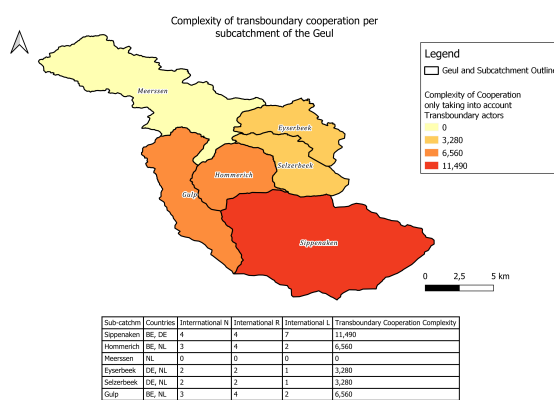 Complexity of transboundary cooperation per
subcatchment of the Geul
Legend
Geul and Subcatchment Outline
Complexity of Cooperation
only taking into account
Transboundary actors
0
3,280
6,560
11,490
Meerssen
Eyserbeek
Selzerbeek
Hommerich
Gulp
Sippenaken
0 2,5 5 km
Sub-catchm Countries International N International R International L Transboundary Cooperation Complexity
Sippenaken BE, DE 4 4 7 11,490
Hommerich BE, NL 3 4 2 6,560
Meerssen NL 0 0 0 0
Eyserbeek DE, NL 2 2 1 3,280
Selzerbeek DE, NL 2 2 1 3,280
Gulp BE, NL 3 4 2 6,560